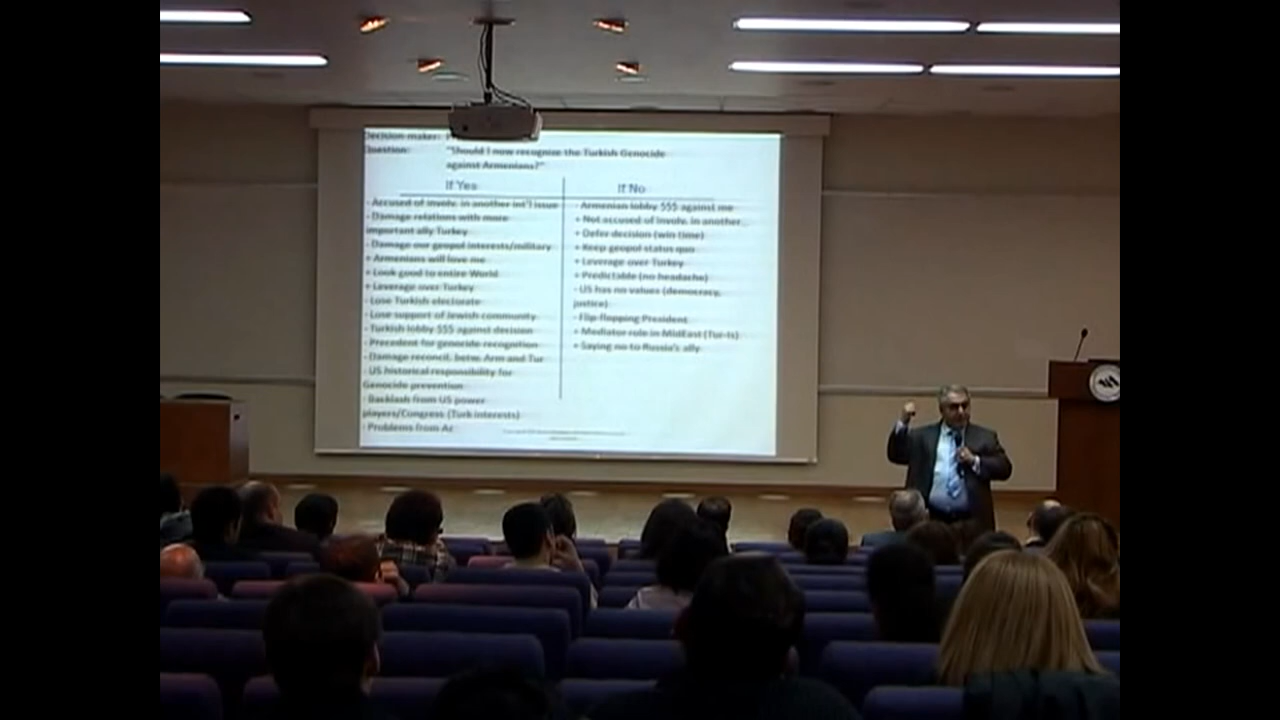 Decision maker:
Question: "Should I now recognize the Turkish Genocide
against Armenians?"
If Yes
- Accused of involv. in another int'l issue
- Damage relations with more
important ally Turkey
- Damage our geopol interests/military
+ Armenians will love me
+ Look good to entire World
+ Leverage over Turkey
- Lose Turkish electorate
- Lose support of Jewish community
- Turkish lobby $$$ against decision
- Precedent for genocide recognition
- Damage reconcil. betw. Arm and Tur
- US historical responsibility for
Genocide prevention
- Backlash from US power
players/Congress (Turk interests)
- Problems from Az
If No
- Armenian lobby $$$ against me
+ Not accused of involv. in another...
+ Defer decision (win time)
+ Keep geopol status quo
+ Leverage over Turkey
+ Predictable (no headache)
- US has no values (democracy,
justice)
- Flip-flopping President
+ Mediator role in MidEast (Tur-Is)
+ Saying no to Russia's ally